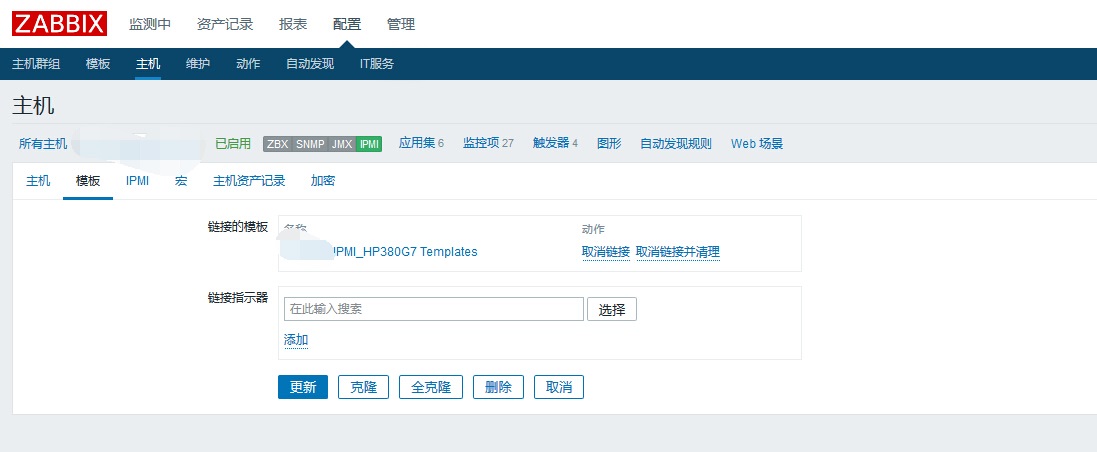 ZABBIX 监测中 资产记录 报表 配置 管理
主机群组 模板 主机 维护 动作 自动发现 IT服务
主机
所有主机 已启用 ZBX SNMP JMX IPMI 应用集 6 监控项 27 触发器 4 图形 自动发现规则 Web 场景
主机 模板 IPMI 宏 主机资产记录 加密
链接的模板 名称 动作
IPMI_HP380G7 Templates 取消链接 取消链接并清理
链接指示器
在此输入搜索 选择
添加
更新 克隆 全克隆 删除 取消